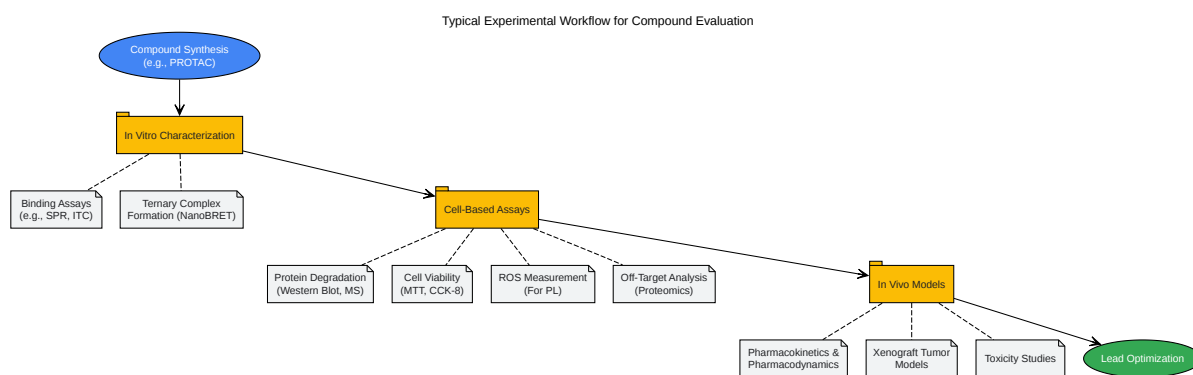 Typical Experimental Workflow for Compound Evaluation
Compound Synthesis
(e.g., PROTAC)
In Vitro Characterization
Binding Assays
(e.g., SPR, ITC)
Ternary Complex
Formation (NanoBRET)
Cell-Based Assays
Protein Degradation
(Western Blot, MS)
Cell Viability
(MTT, CCK-8)
ROS Measurement
(For PL)
Off-Target Analysis
(Proteomics)
In Vivo Models
Pharmacokinetics &
Pharmacodynamics
Xenograft Tumor
Models
Toxicity Studies
Lead Optimization